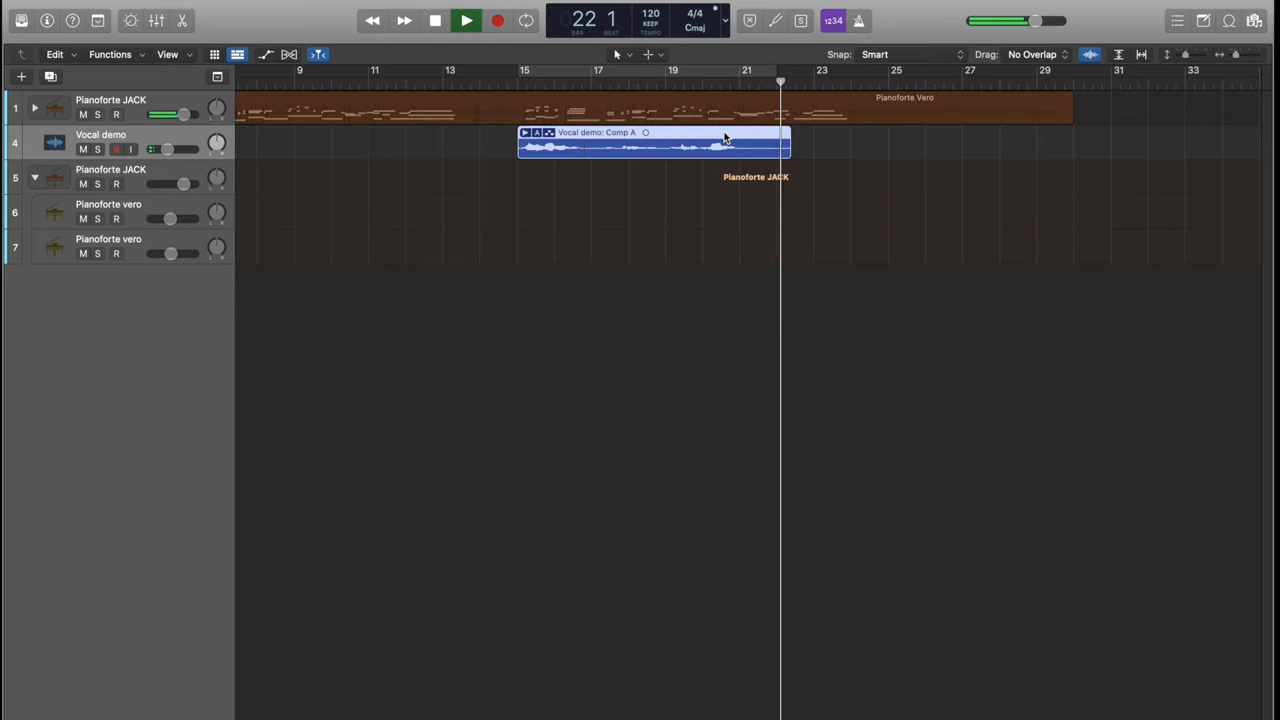 22 1
BAR BEAT
120
KEEP
TEMPO
4/4
Cmaj
S
1234
Edit
Functions
View
Snap: Smart
Drag: No Overlap
9 11 13 15 17 19 21 23 25 27 29 31 33
1 Pianoforte JACK
M S R
Pianoforte Vero
4 Vocal demo
M S R I
A Vocal demo: Comp A
5 Pianoforte JACK
M S R
Pianoforte JACK
6 Pianoforte vero
M S R
7 Pianoforte vero
M S R